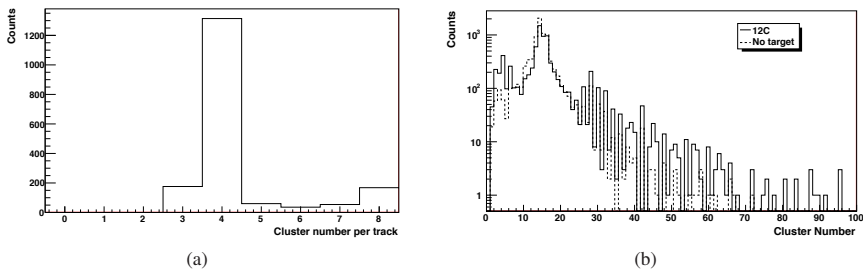 Counts
1200
1000
800
600
400
200
0
0 1 2 3 4 5 6 7 8
Cluster number per track
(a)
Counts
10³
10²
10
1
12C
No target
0 10 20 30 40 50 60 70 80 90 100
Cluster Number
(b)